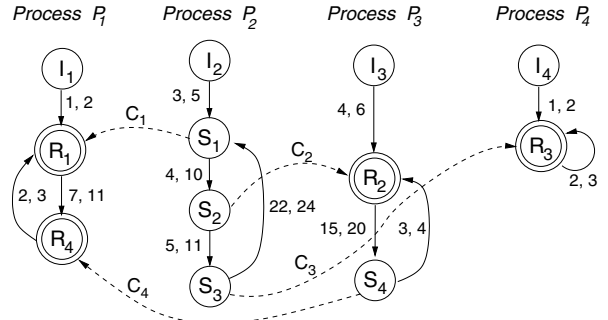 Process P1 Process P2 Process P3 Process P4
I1 I2 I3 I4
1, 2 3, 5 4, 6 1, 2
C1
R1 S1 R3
C2
2, 3 7, 11 4, 10 R2 2, 3
S2 22, 24
R4 5, 11 15, 20 3, 4
C3
S3 S4
C4